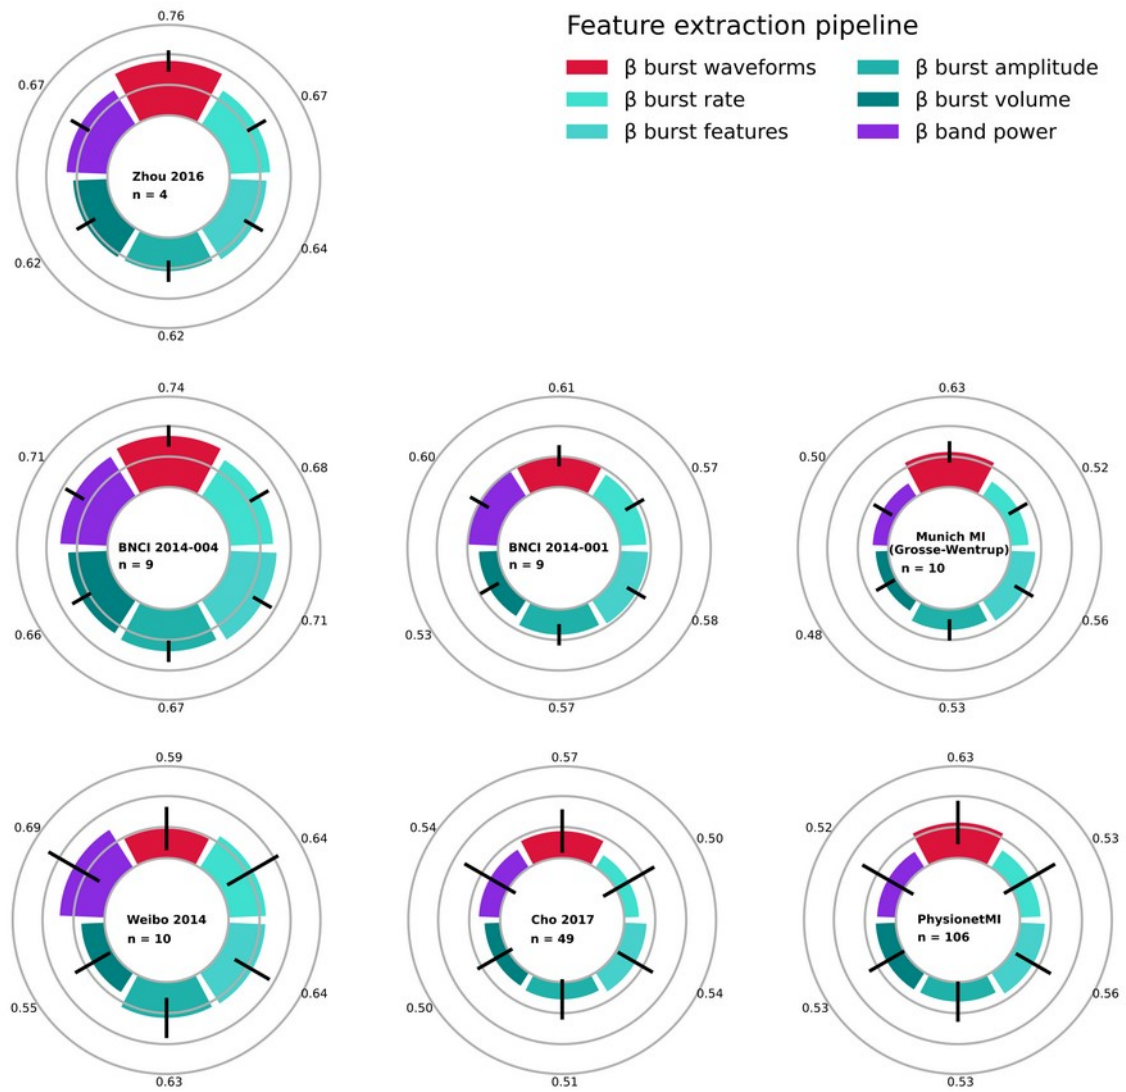 Feature extraction pipeline
β burst waveforms
β burst rate
β burst features
β burst amplitude
β burst volume
β band power
0.76
0.67
0.67
Zhou 2016
n = 4
0.62
0.64
0.62
0.74
0.71
0.68
BNCI 2014-004
n = 9
0.66
0.71
0.67
0.61
0.60
0.57
BNCI 2014-001
n = 9
0.53
0.58
0.57
0.63
0.50
0.52
Munich MI
(Grosse-Wentrup)
n = 10
0.48
0.56
0.53
0.59
0.69
0.64
Weibo 2014
n = 10
0.55
0.64
0.63
0.57
0.54
0.50
Cho 2017
n = 49
0.50
0.54
0.51
0.63
0.52
0.53
PhysionetMI
n = 106
0.53
0.56
0.53